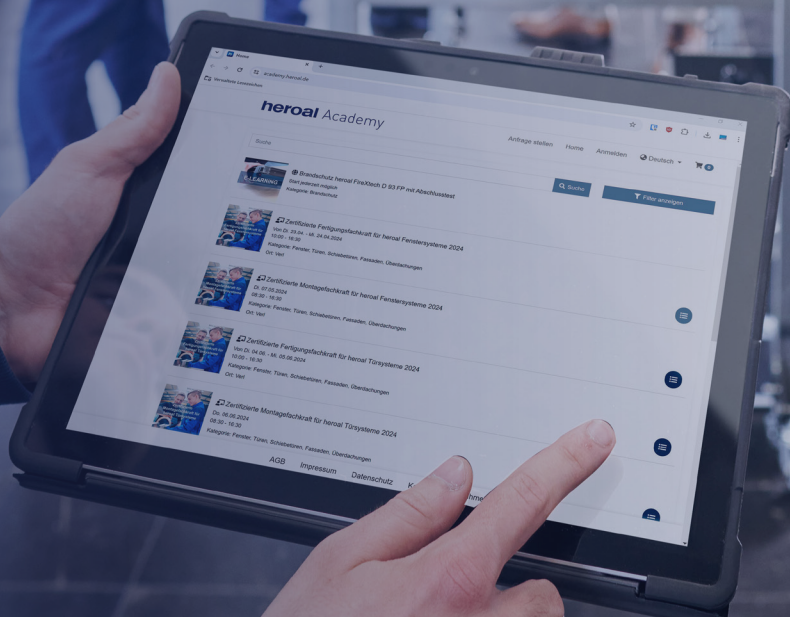 Home
academy.heroal.de
Verwaltete Lesezeichen
heroal Academy
Anfrage stellen
Home
Anmelden
Deutsch
0
Suche
Suche
Filter anzeigen
E-LEARNING
Brandschutz heroal FireXtech D 93 FP mit Abschlusstest
Start jederzeit möglich
Kategorie: Brandschutz
Zertifizierte Fertigungsfachkraft für heroal Fenstersysteme 2024
Von Di. 23.04. - Mi. 24.04.2024
10:00 - 16:30
Kategorie: Fenster, Türen, Schiebetüren, Fassaden, Überdachungen
Ort: Verl
Zertifizierte Montagefachkraft für heroal Fenstersysteme 2024
Di. 07.05.2024
08:30 - 16:30
Kategorie: Fenster, Türen, Schiebetüren, Fassaden, Überdachungen
Ort: Verl
Zertifizierte Fertigungsfachkraft für heroal Türsysteme 2024
Von Di. 04.06. - Mi. 05.06.2024
10:00 - 16:30
Kategorie: Fenster, Türen, Schiebetüren, Fassaden, Überdachungen
Ort: Verl
Zertifizierte Montagefachkraft für heroal Türsysteme 2024
Do. 06.06.2024
08:30 - 16:30
Kategorie: Fenster, Türen, Schiebetüren, Fassaden, Überdachungen
AGB
Impressum
Datenschutz